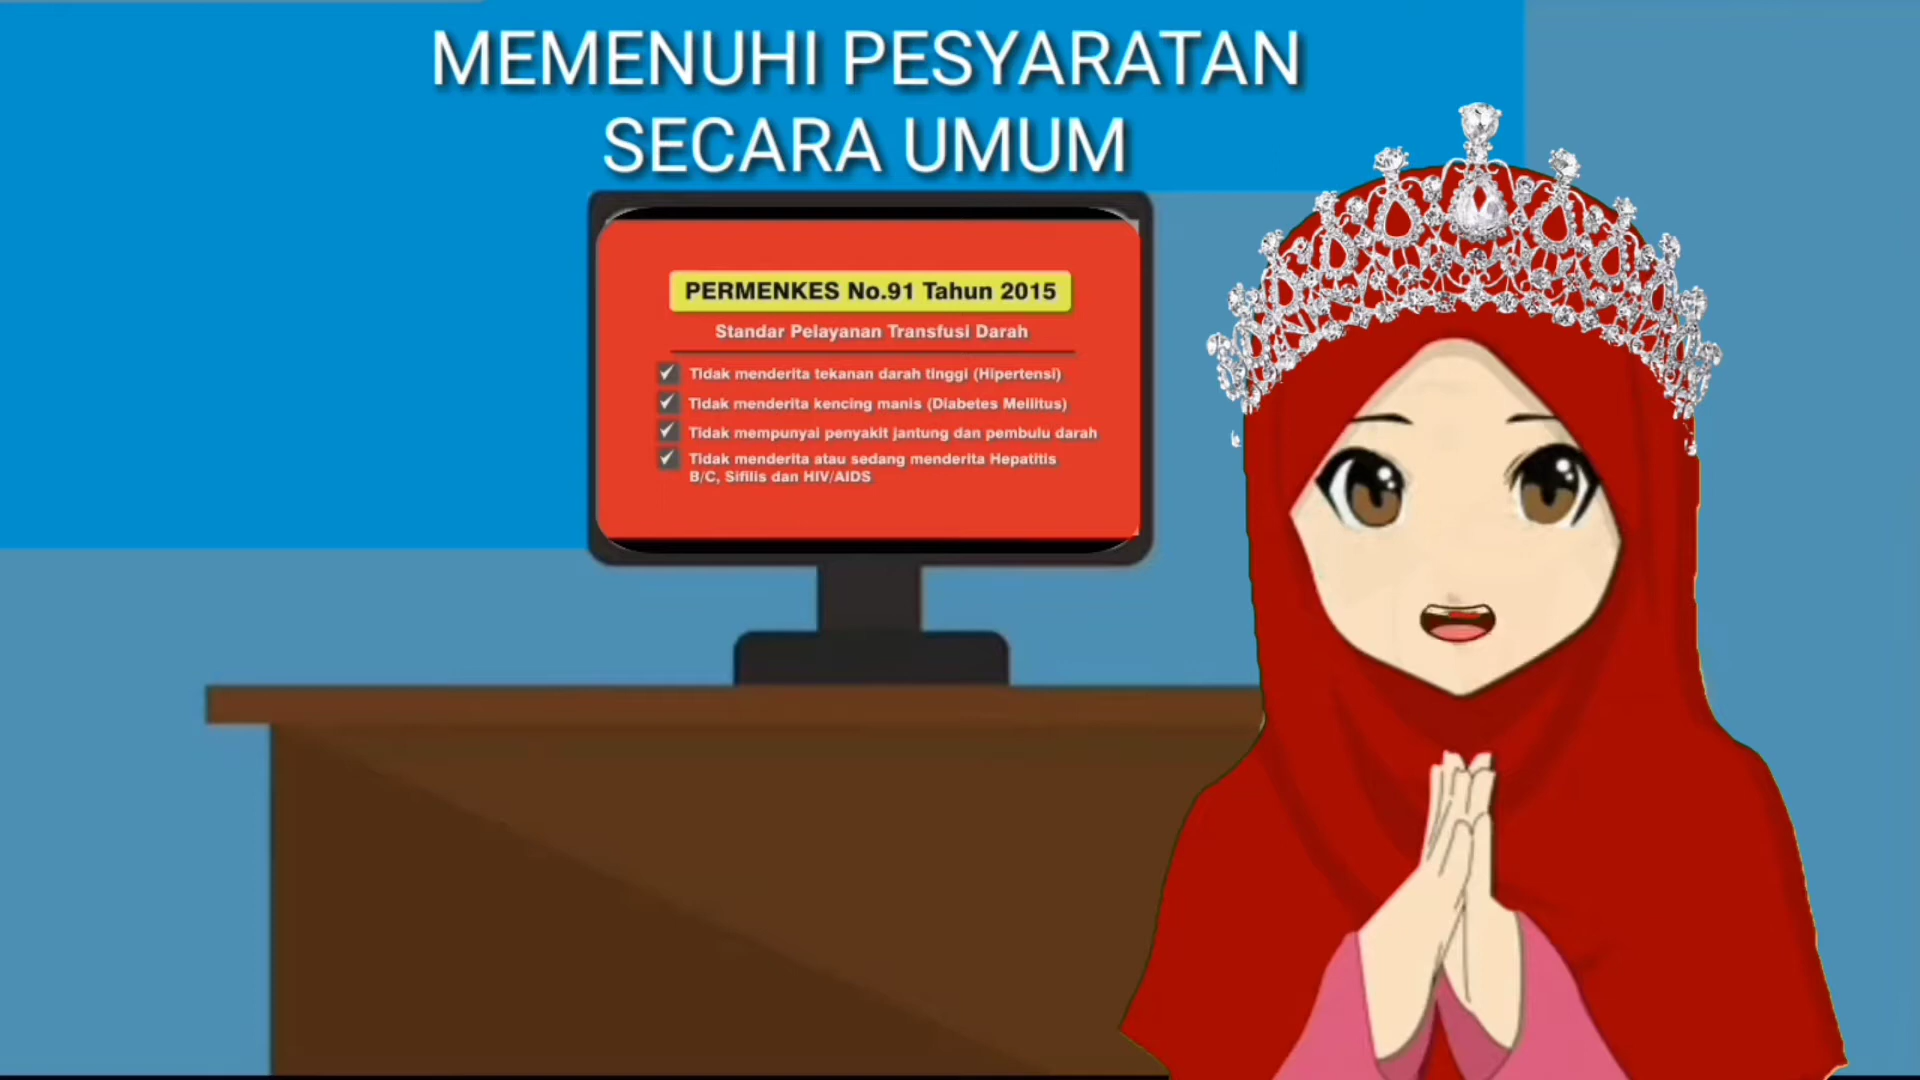 MEMENUHI PESYARATAN
SECARA UMUM
PERMENKES No.91 Tahun 2015
Standar Pelayanan Transfusi Darah
Tidak menderita tekanan darah tinggi (Hipertensi)
Tidak menderita kencing manis (Diabetes Mellitus)
Tidak mempunyai penyakit jantung dan pembulu darah
Tidak menderita atau sedang menderita Hepatitis
B/C, Sifilis dan HIV/AIDS